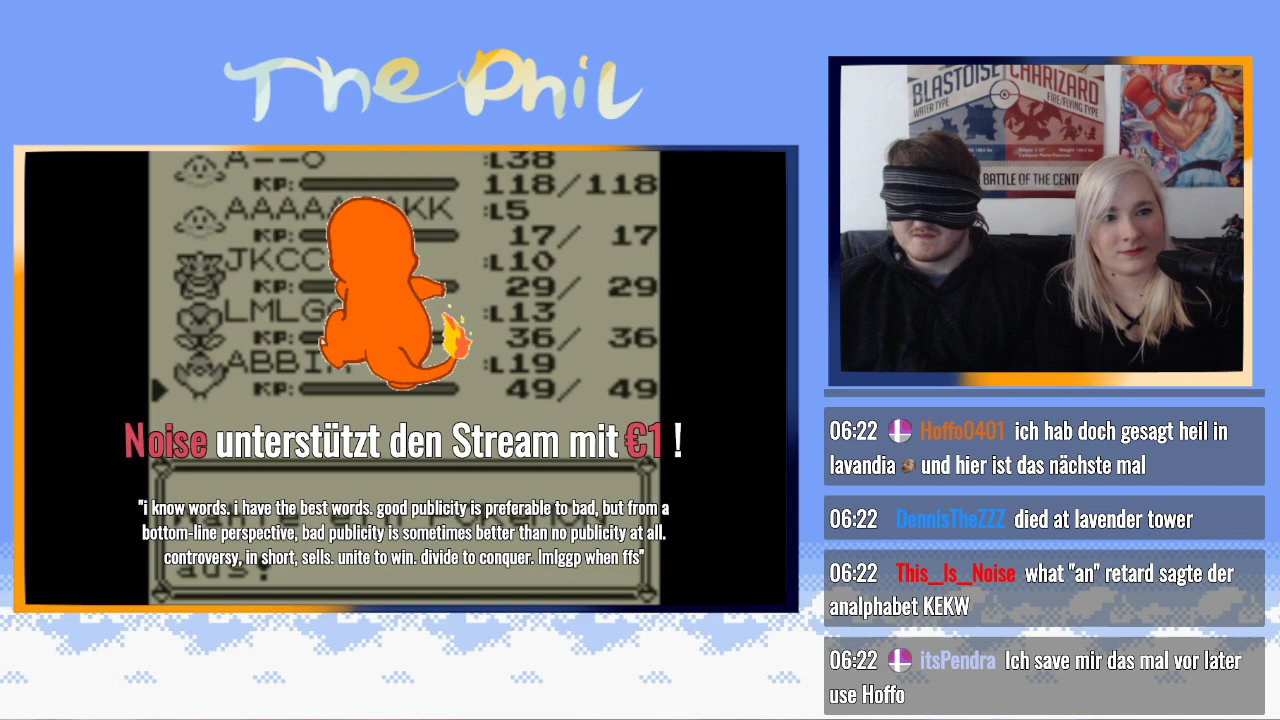 The Phil
BLASTOISE CHARIZARD
WATER TYPE
FIRE/FLYING TYPE
BATTLE OF THE CENTU
A--O :L38
KP: 118/118
:L5
KP: 17/ 17
JKCC :L10
KP: 29/ 29
LMLG :L13
KP: 36/ 36
ABBI :L19
KP: 49/ 49
Noise unterstützt den Stream mit €1 !
"i know words. i have the best words. good publicity is preferable to bad, but from a
bottom-line perspective, bad publicity is sometimes better than no publicity at all.
controversy, in short, sells. unite to win. divide to conquer. lmlggp when ffs"
06:22 Hoffo0401 ich hab doch gesagt heil in
lavandia und hier ist das nächste mal
06:22 DennisTheZZZ died at lavender tower
06:22 This_Is_Noise what "an" retard sagte der
analphabet KEKW
06:22 itsPendra Ich save mir das mal vor later
use Hoffo